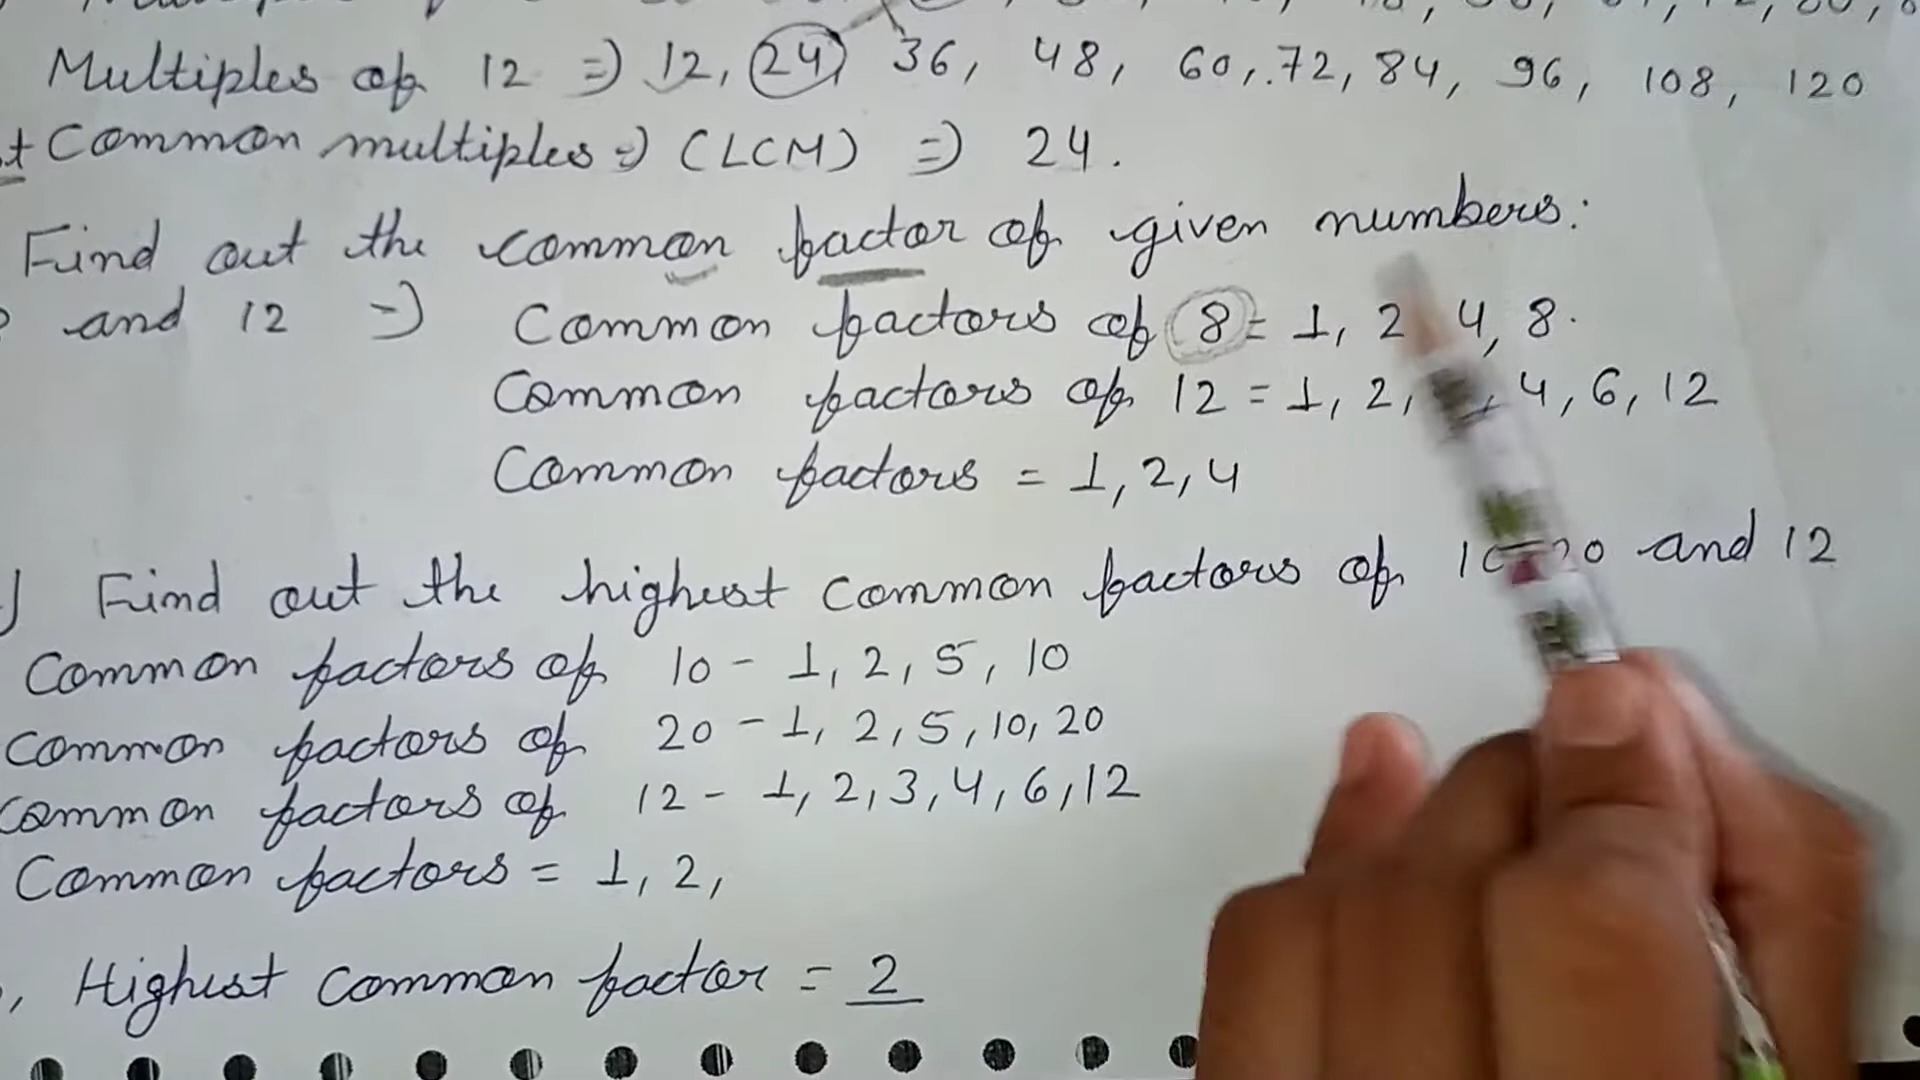 Multiples of 12 => 12, 24, 36, 48, 60, 72, 84, 96, 108, 120
Common multiples => (LCM) => 24.
Find out the common factor of given numbers:
and 12 => Common factors of 8 = 1, 2 4, 8.
Common factors of 12 = 1, 2, 4, 6, 12
Common factors = 1, 2, 4
Find out the highest common factors of and 12
Common factors of 10 - 1, 2, 5, 10
Common factors of 20 - 1, 2, 5, 10, 20
Common factors of 12 - 1, 2, 3, 4, 6, 12
Common factors = 1, 2,
, Highest common factor = 2